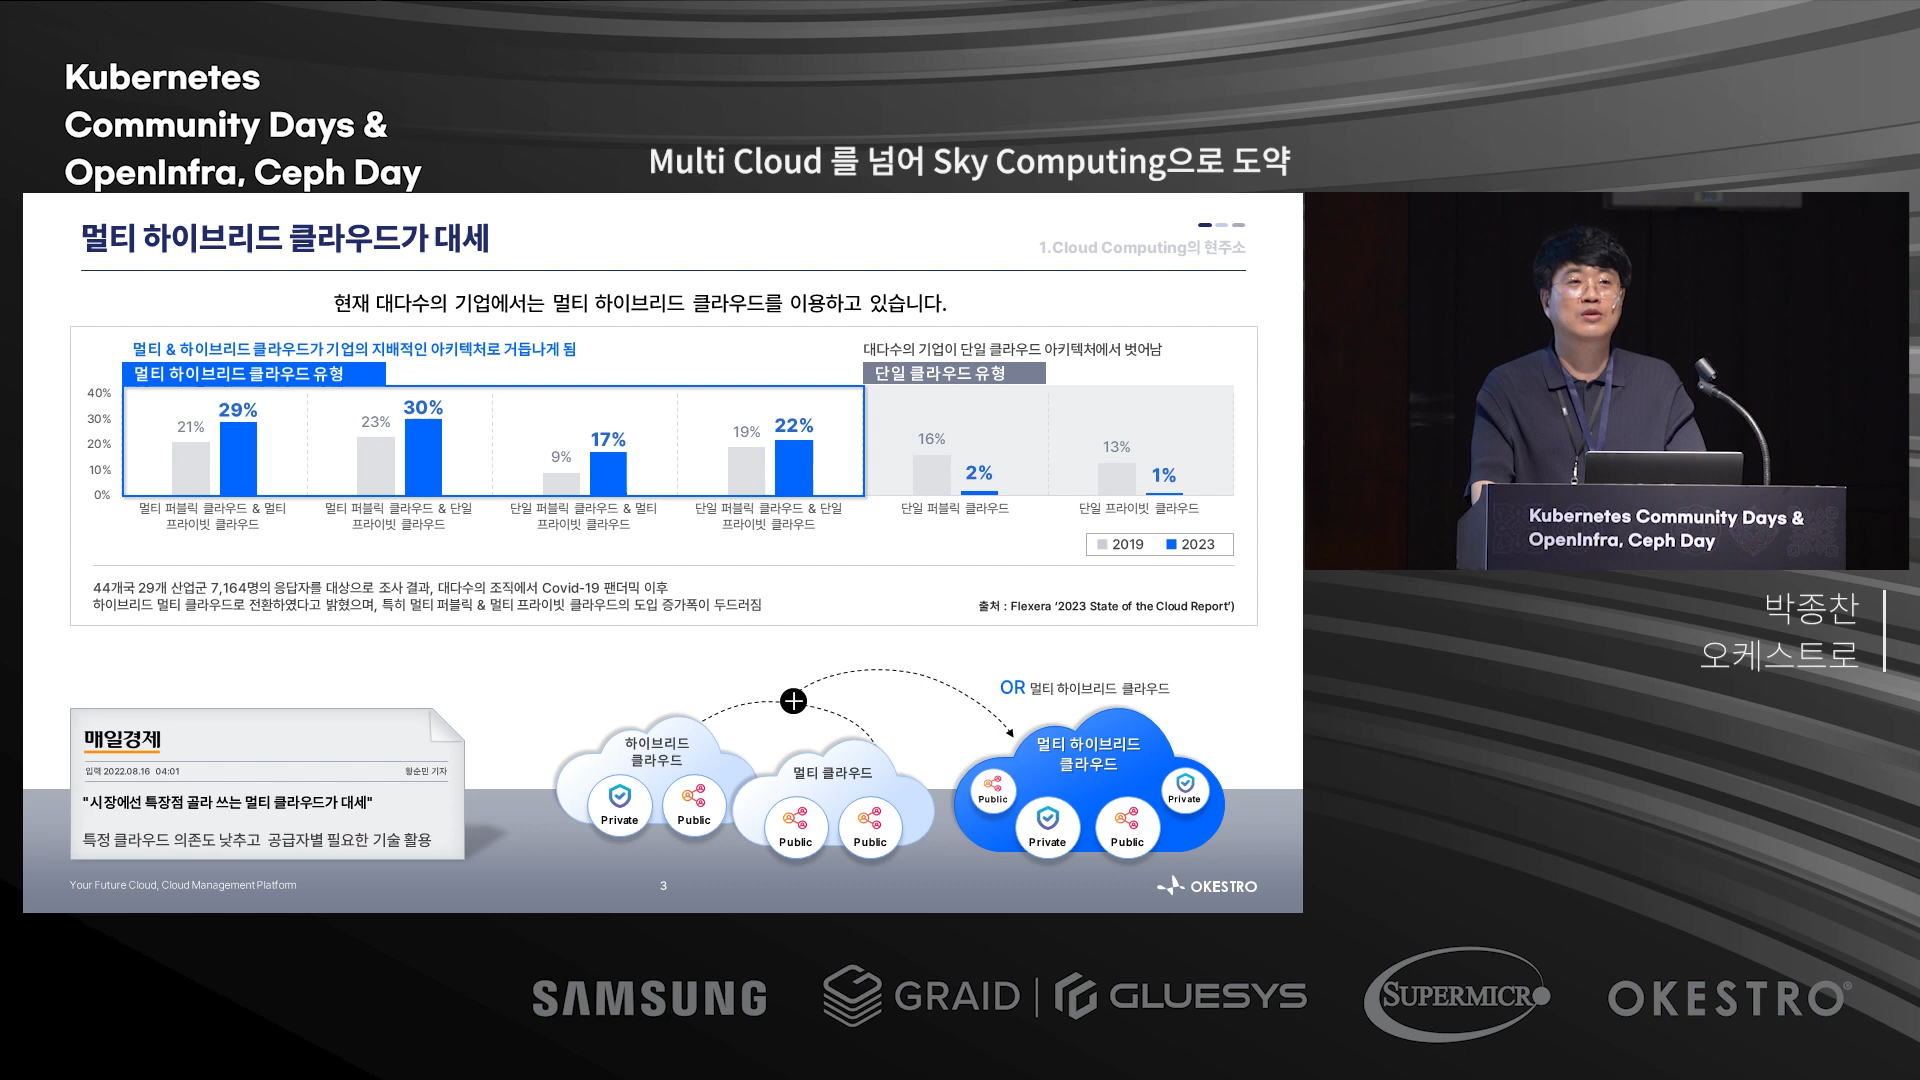 Kubernetes
Community Days &
OpenInfra, Ceph Day
Multi Cloud 를 넘어 Sky Computing으로 도약
멀티 하이브리드 클라우드가 대세
1.Cloud Computing의 현주소
현재 대다수의 기업에서는 멀티 하이브리드 클라우드를 이용하고 있습니다.
멀티 & 하이브리드 클라우드가 기업의 지배적인 아키텍처로 거듭나게 됨
대다수의 기업이 단일 클라우드 아키텍처에서 벗어남
멀티 하이브리드 클라우드 유형
단일 클라우드 유형
40%
30%
20%
10%
0%
21%
29%
23%
30%
9%
17%
19%
22%
16%
2%
13%
1%
멀티 퍼블릭 클라우드 & 멀티
프라이빗 클라우드
멀티 퍼블릭 클라우드 & 단일
프라이빗 클라우드
단일 퍼블릭 클라우드 & 멀티
프라이빗 클라우드
단일 퍼블릭 클라우드 & 단일
프라이빗 클라우드
단일 퍼블릭 클라우드
단일 프라이빗 클라우드
2019
2023
44개국 29개 산업군 7,164명의 응답자를 대상으로 조사 결과, 대다수의 조직에서 Covid-19 팬더믹 이후
하이브리드 멀티 클라우드로 전환하였다고 밝혔으며, 특히 멀티 퍼블릭 & 멀티 프라이빗 클라우드의 도입 증가폭이 두드러짐
출처 : Flexera ‘2023 State of the Cloud Report’)
매일경제
입력 2022.08.16 04:01
황순민 기자
"시장에선 특장점 골라 쓰는 멀티 클라우드가 대세"
특정 클라우드 의존도 낮추고 공급자별 필요한 기술 활용
하이브리드
클라우드
Private
Public
멀티 클라우드
Public
Public
OR 멀티 하이브리드 클라우드
멀티 하이브리드
클라우드
Public
Private
Public
Private
Your Future Cloud, Cloud Management Platform
3
OKESTRO
Kubernetes Community Days &
OpenInfra, Ceph Day
박종찬
오케스트로
SAMSUNG
GRAID
GLUESYS
SUPERMICRO
OKESTRO